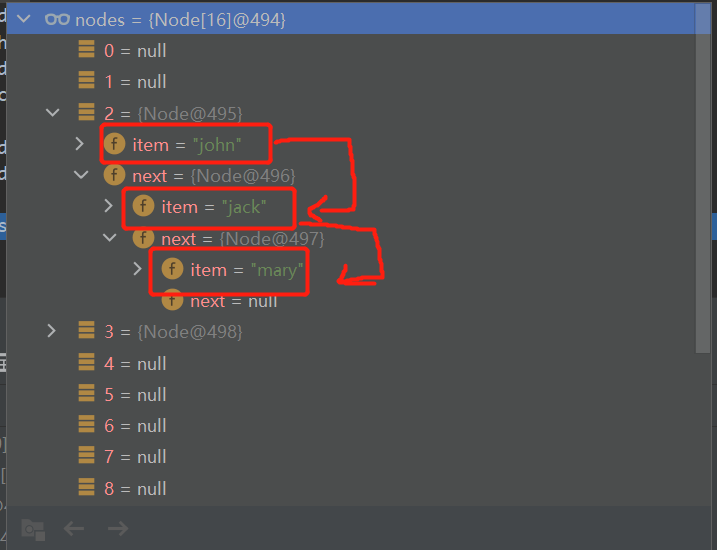 nodes = {Node[16]@494}
0 = null
1 = null
2 = {Node@495}
f item = "john"
f next = {Node@496}
f item = "jack"
f next = {Node@497}
f item = "mary"
f next = null
3 = {Node@498}
4 = null
5 = null
6 = null
7 = null
8 = null